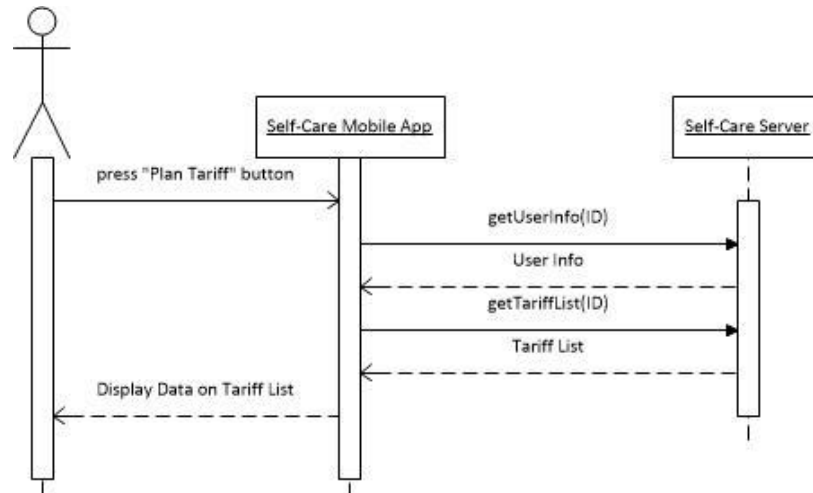 Self-Care Mobile App
Self-Care Server
press "Plan Tariff" button
getUserInfo(ID)
User Info
getTariffList(ID)
Tariff List
Display Data on Tariff List